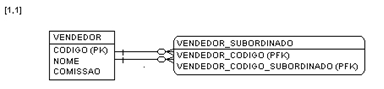 [1,1]
VENDEDOR
CODIGO (PK)
NOME
COMISSAO
VENDEDOR_SUBORDINADO
VENDEDOR_CODIGO (PFK)
VENDEDOR_CODIGO_SUBORDINADO (PFK)